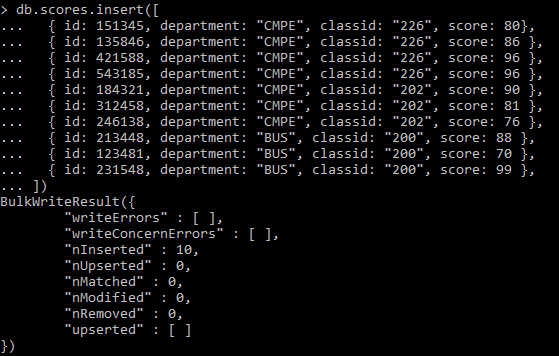 > db.scores.insert([
...    { id: 151345, department: "CMPE", classid: "226", score: 80},
...    { id: 135846, department: "CMPE", classid: "226", score: 86 },
...    { id: 421588, department: "CMPE", classid: "226", score: 96 },
...    { id: 543185, department: "CMPE", classid: "226", score: 96 },
...    { id: 184321, department: "CMPE", classid: "202", score: 90 },
...    { id: 312458, department: "CMPE", classid: "202", score: 81 },
...    { id: 246138, department: "CMPE", classid: "202", score: 76 },
...    { id: 213448, department: "BUS", classid: "200", score: 88 },
...    { id: 123481, department: "BUS", classid: "200", score: 70 },
...    { id: 231548, department: "BUS", classid: "200", score: 99 },
... ])
BulkWriteResult({
        "writeErrors" : [ ],
        "writeConcernErrors" : [ ],
        "nInserted" : 10,
        "nUpserted" : 0,
        "nMatched" : 0,
        "nModified" : 0,
        "nRemoved" : 0,
        "upserted" : [ ]
})